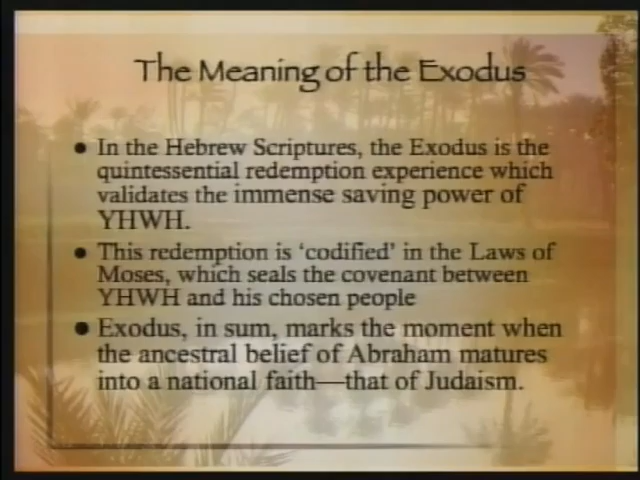 The Meaning of the Exodus
• In the Hebrew Scriptures, the Exodus is the
quintessential redemption experience which
validates the immense saving power of
YHWH.
• This redemption is ‘codified’ in the Laws of
Moses, which seals the covenant between
YHWH and his chosen people
• Exodus, in sum, marks the moment when
the ancestral belief of Abraham matures
into a national faith—that of Judaism.